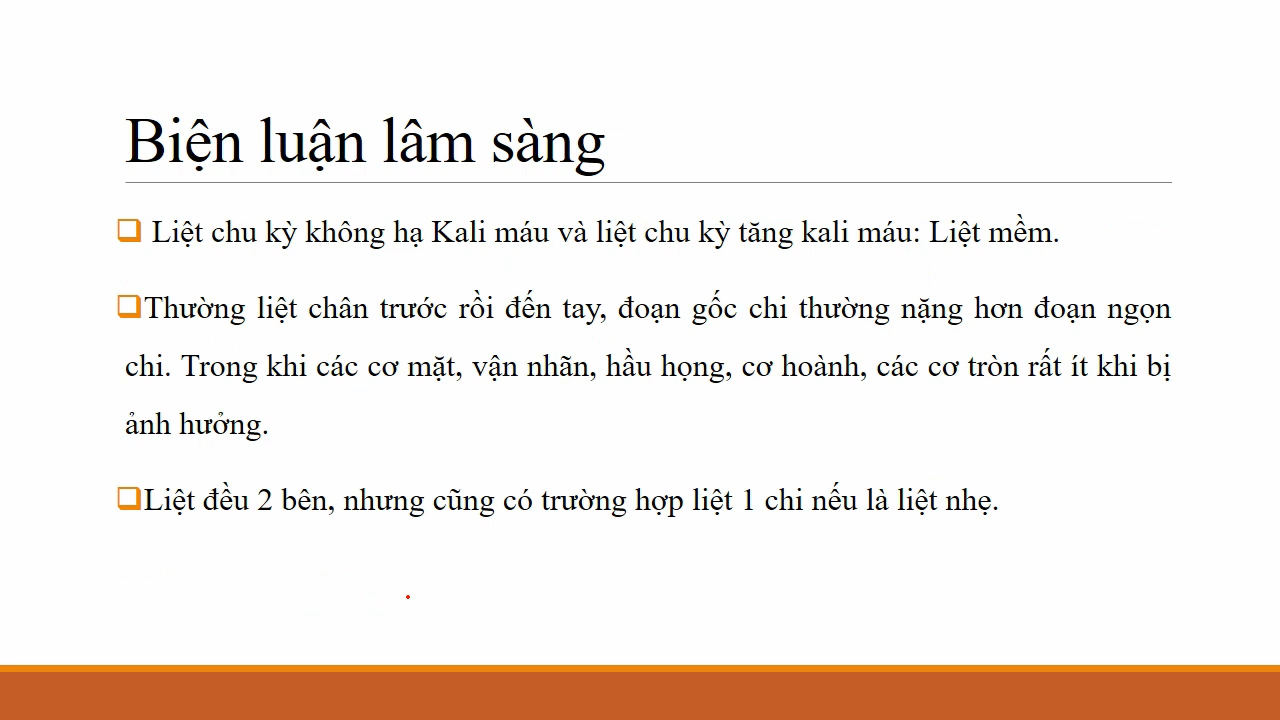 Biện luận lâm sàng
Liệt chu kỳ không hạ Kali máu và liệt chu kỳ tăng kali máu: Liệt mềm.
Thường liệt chân trước rồi đến tay, đoạn gốc chi thường nặng hơn đoạn ngọn
chi. Trong khi các cơ mặt, vận nhãn, hầu họng, cơ hoành, các cơ tròn rất ít khi bị
ảnh hưởng.
Liệt đều 2 bên, nhưng cũng có trường hợp liệt 1 chi nếu là liệt nhẹ.